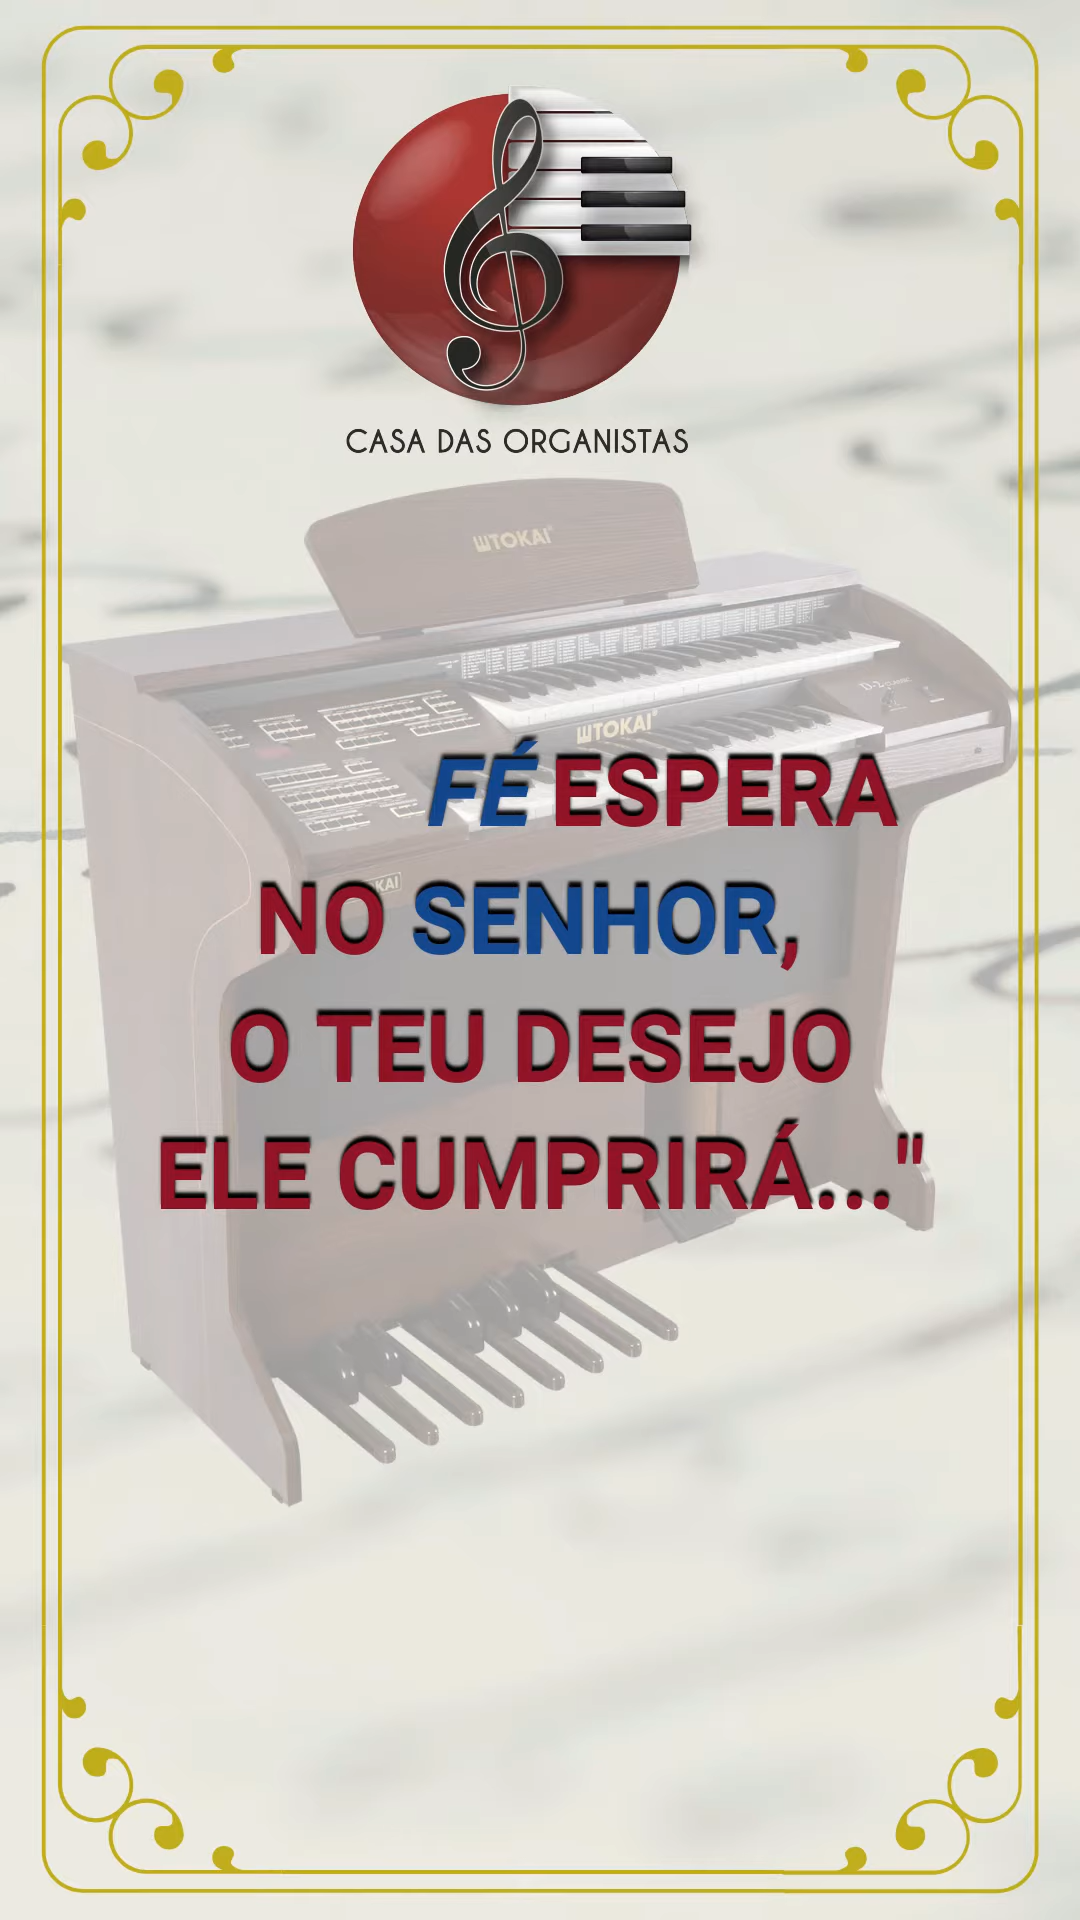 CASA DAS ORGANISTAS
TOKAI
TOKAI
FÉ ESPERA
NO SENHOR,
O TEU DESEJO
ELE CUMPRIRÁ..."